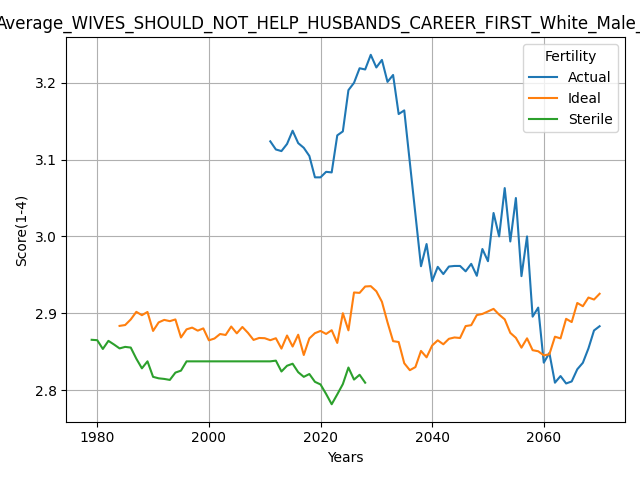 Average_WIVES_SHOULD_NOT_HELP_HUSBANDS_CAREER_FIRST_White_Male_
Fertility
Actual
Ideal
Sterile
Score(1-4)
3.2
3.1
3.0
2.9
2.8
1980 2000 2020 2040 2060
Years